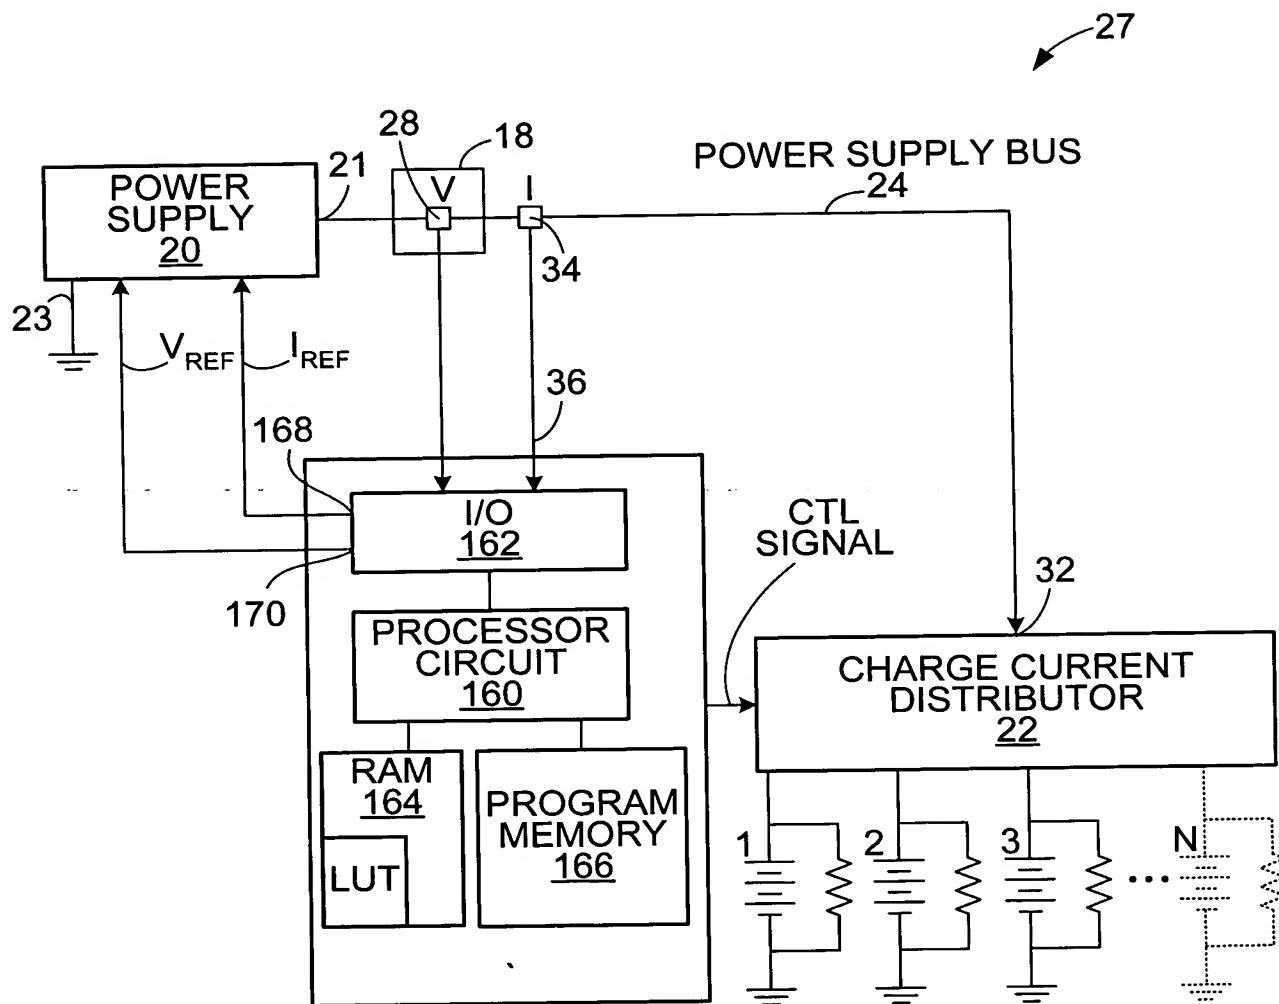 27
28
18
POWER SUPPLY BUS
24
21
V
I
POWER
SUPPLY
20
34
23
VREF
IREF
36
168
I/O
162
CTL
SIGNAL
32
170
PROCESSOR
CIRCUIT
160
CHARGE CURRENT
DISTRIBUTOR
22
RAM
164
LUT
PROGRAM
MEMORY
166
1
2
3
N